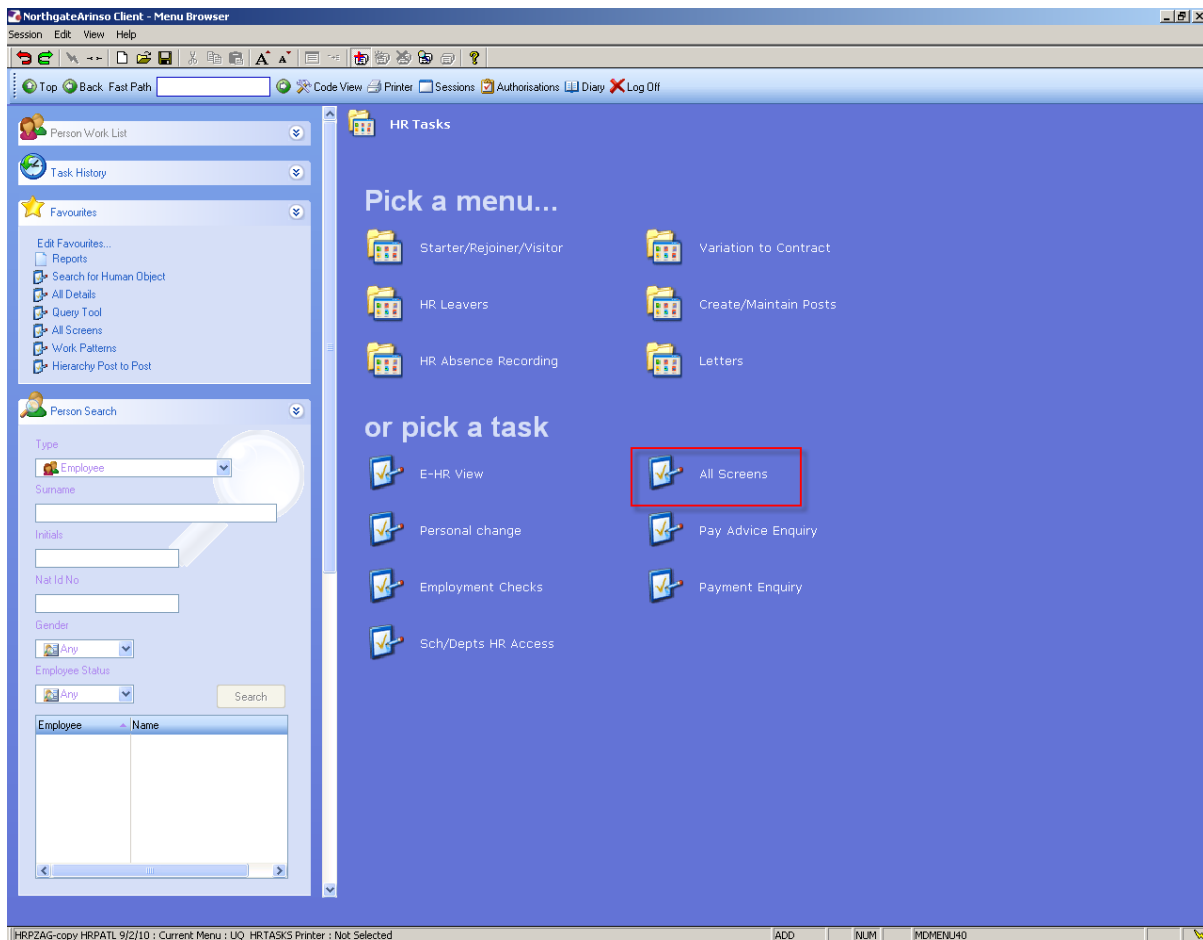 NorthgateArinso Client - Menu Browser
Session Edit View Help
Top Back Fast Path Code View Printer Sessions Authorisations Diary Log Off
Person Work List
Task History
Favourites
Edit Favourites...
Reports
Search for Human Object
All Details
Query Tool
All Screens
Work Patterns
Hierarchy Post to Post
Person Search
Type
Employee
Surname
Initials
Nat Id No
Gender
Any
Employee Status
Any Search
Employee Name
HR Tasks
Pick a menu...
Starter/Rejoiner/Visitor Variation to Contract
HR Leavers Create/Maintain Posts
HR Absence Recording Letters
or pick a task
E-HR View All Screens
Personal change Pay Advice Enquiry
Employment Checks Payment Enquiry
Sch/Depts HR Access
HRPZAG-copy HRPATL 9/2/10 : Current Menu : UQ_HRTASKS Printer : Not Selected ADD NUM MDMENU40